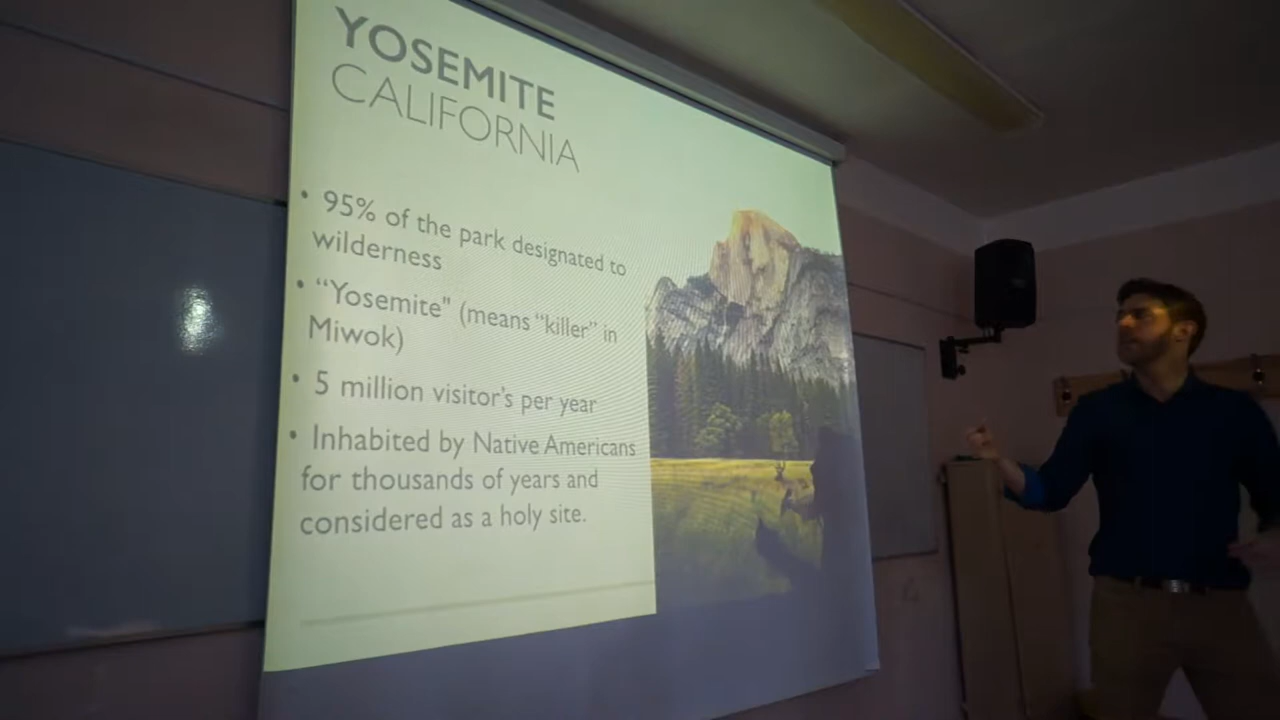 YOSEMITE
CALIFORNIA
• 95% of the park designated to
wilderness
• “Yosemite" (means “killer” in
Miwok)
• 5 million visitor's per year
• Inhabited by Native Americans
for thousands of years and
considered as a holy site.